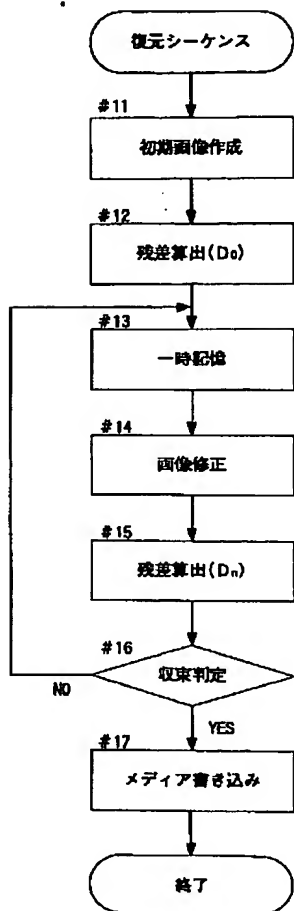 復元シーケンス
#11
初期画像作成
#12
残差算出(D₀)
#13
一時記憶
#14
画像修正
#15
残差算出(Dₙ)
#16
収束判定
NO
YES
#17
メディア書き込み
終了